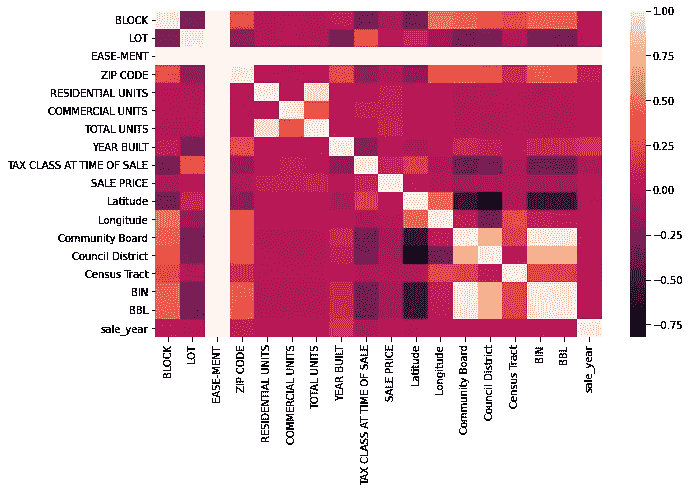 BLOCK
LOT
EASE-MENT
ZIP CODE
RESIDENTIAL UNITS
COMMERCIAL UNITS
TOTAL UNITS
YEAR BUILT
TAX CLASS AT TIME OF SALE
SALE PRICE
Latitude
Longitude
Community Board
Council District
Census Tract
BIN
BBL
sale_year
BLOCK
LOT
EASE-MENT
ZIP CODE
RESIDENTIAL UNITS
COMMERCIAL UNITS
TOTAL UNITS
YEAR BUILT
TAX CLASS AT TIME OF SALE
SALE PRICE
Latitude
Longitude
Community Board
Council District
Census Tract
BIN
BBL
sale_year
1.00
0.75
0.50
0.25
0.00
−0.25
−0.50
−0.75